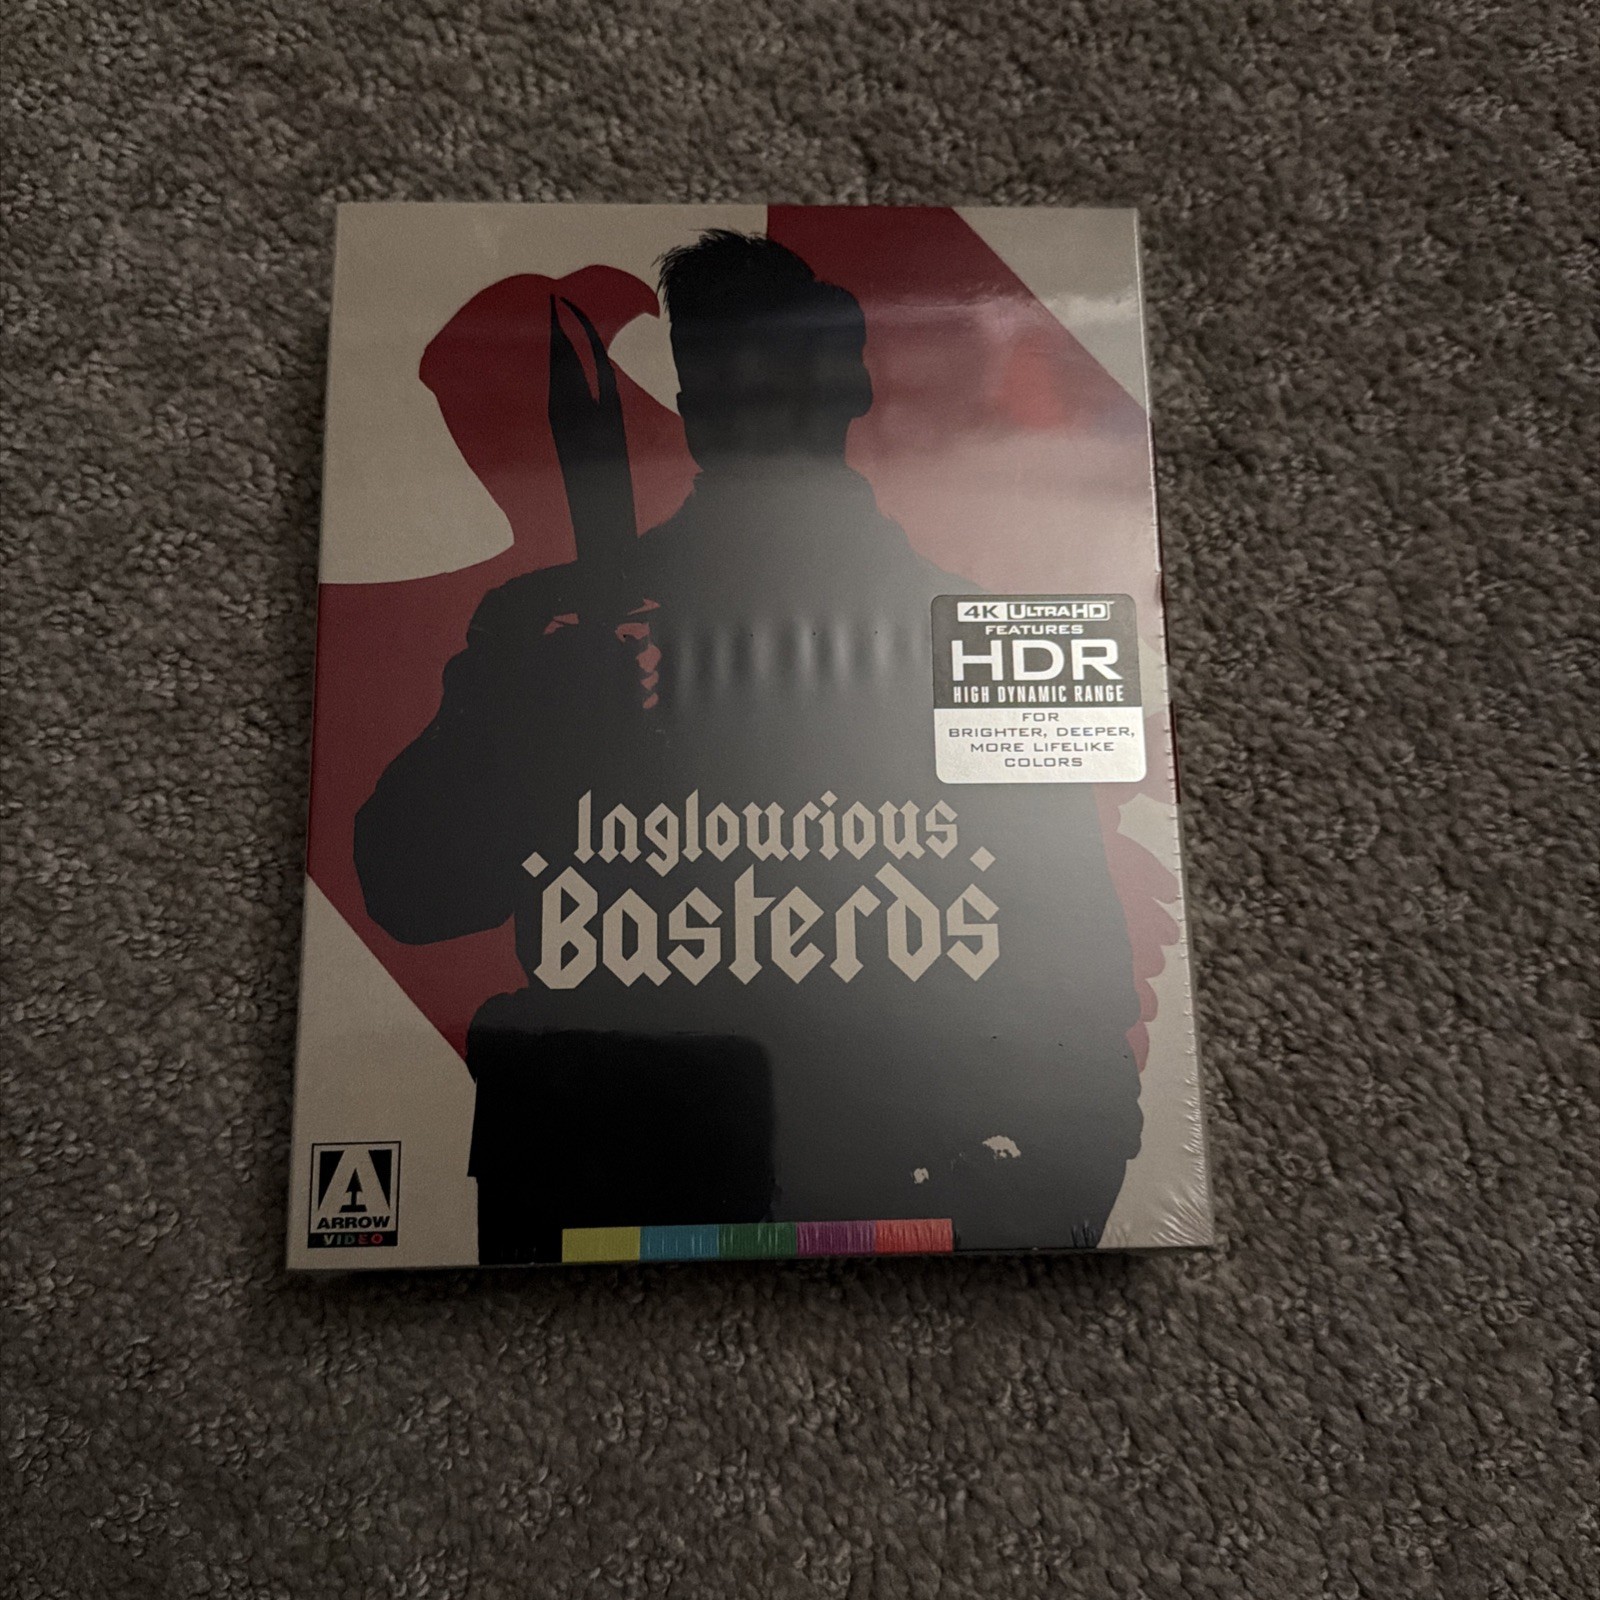 4K ULTRA HD
FEATURES
HDR
HIGH DYNAMIC RANGE
FOR
BRIGHTER, DEEPER,
MORE LIFELIKE
COLORS
Inglourious
Basterds
A
ARROW
VIDEO